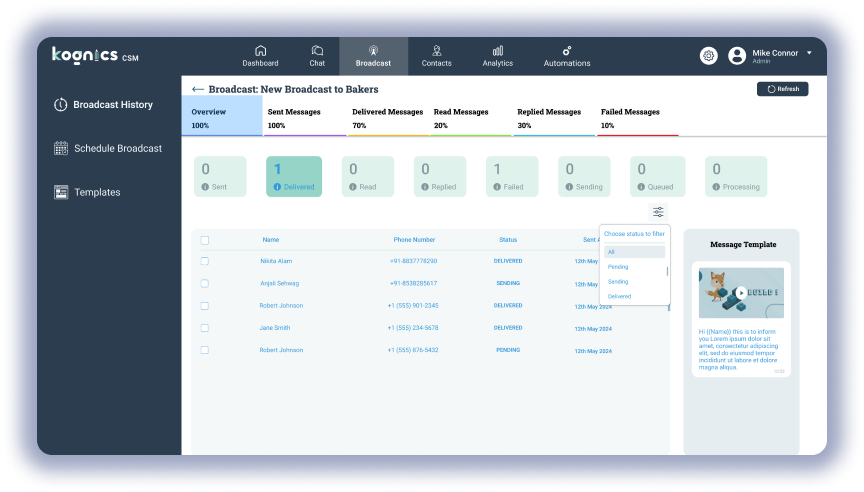 kognics CSM
Dashboard
Chat
Broadcast
Contacts
Analytics
Automations
Mike Connor
Admin
Broadcast History
Schedule Broadcast
Templates
← Broadcast: New Broadcast to Bakers
Refresh
Overview
100%
Sent Messages
100%
Delivered Messages
70%
Read Messages
20%
Replied Messages
30%
Failed Messages
10%
0
Sent
1
Delivered
0
Read
0
Replied
1
Failed
0
Sending
0
Queued
0
Processing
Choose status to filter
All
Pending
Sending
Delivered
Name Phone Number Status Sent A
Nikita Alam +91-8837778290 DELIVERED 12th May
Anjali Sehwag +91-8538285617 SENDING 12th May
Robert Johnson +1 (555) 901-2345 DELIVERED 12th May 2024
Jane Smith +1 (555) 234-5678 DELIVERED 12th May 2024
Robert Johnson +1 (555) 876-5432 PENDING 12th May 2024
Message Template
BUILD
Hi {{Name}} this is to inform
you Lorem ipsum dolor sit
amet, consectetur adipiscing
elit, sed do eiusmod tempor
incididunt ut labore et dolore
magna aliqua.